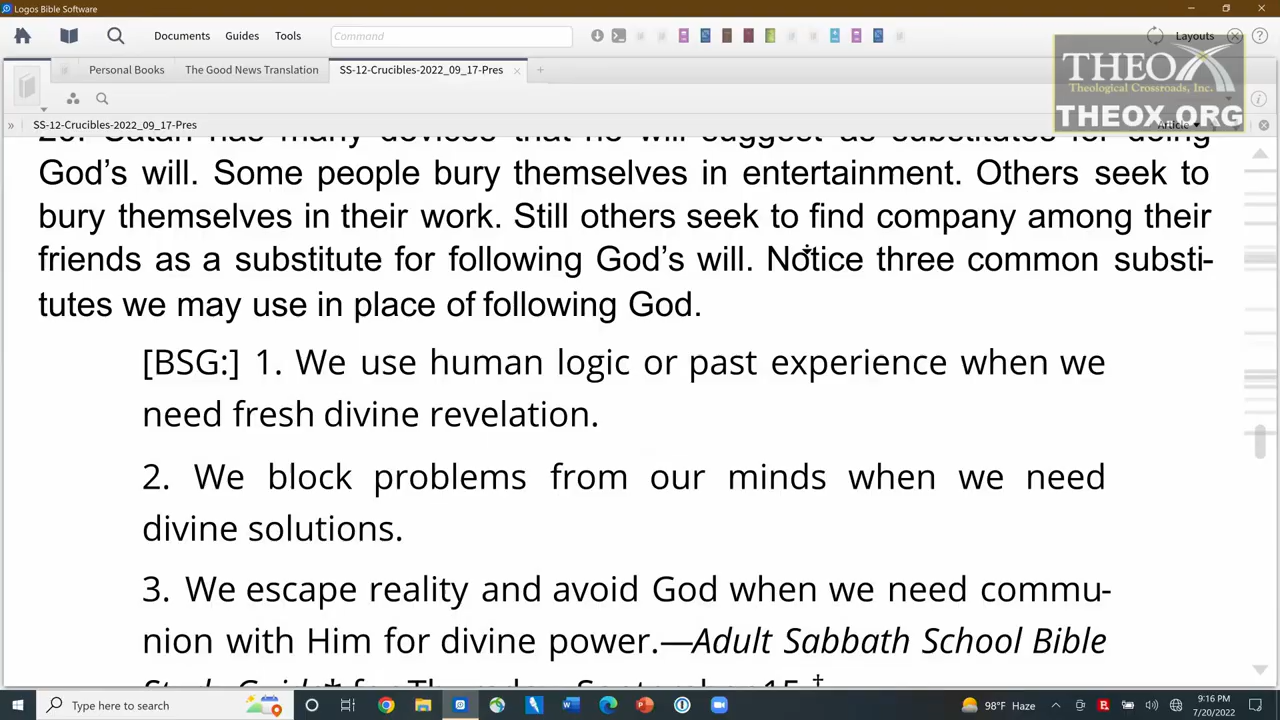 Logos Bible Software
Documents Guides Tools Command Layouts
Personal Books The Good News Translation SS-12-Crucibles-2022_09_17-Pres
THEOX
Theological Crossroads, Inc.
THEOX.ORG
SS-12-Crucibles-2022_09_17-Pres Article
God's will. Some people bury themselves in entertainment. Others seek to
bury themselves in their work. Still others seek to find company among their
friends as a substitute for following God's will. Notice three common substi-
tutes we may use in place of following God.
[BSG:] 1. We use human logic or past experience when we
need fresh divine revelation.
2. We block problems from our minds when we need
divine solutions.
3. We escape reality and avoid God when we need commu-
nion with Him for divine power.—Adult Sabbath School Bible
Type here to search
98°F Haze
9:16 PM
7/20/2022